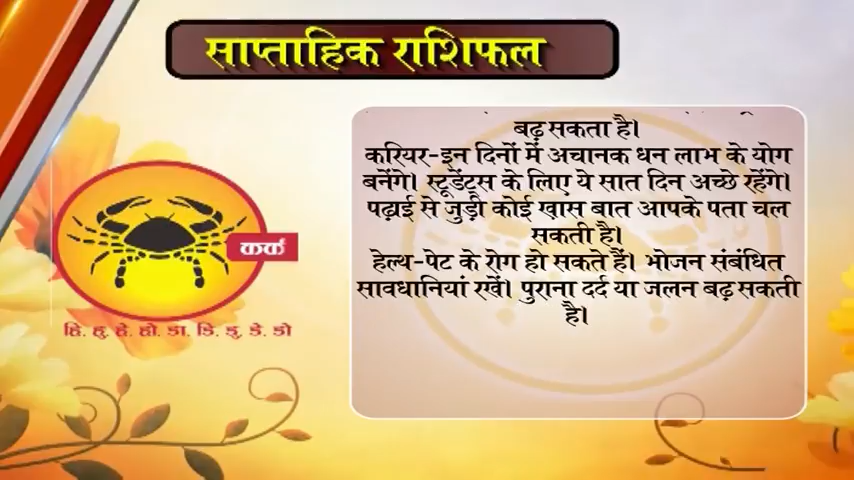 साप्ताहिक राशिफल
बढ़ सकता है।
करियर-इन दिनों में अचानक धन लाभ के योग
बनेंगे। स्टूडेंट्स के लिए ये सात दिन अच्छे रहेंगे।
पढ़ाई से जुड़ी कोई खास बात आपके पता चल
सकती है।
हेल्थ-पेट के रोग हो सकते हैं। भोजन संबंधित
सावधानियां रखें। पुराना दर्द या जलन बढ़ सकती
है।
कर्क
हि. हु. हे. हो. डा. डि. डु. डे. डो